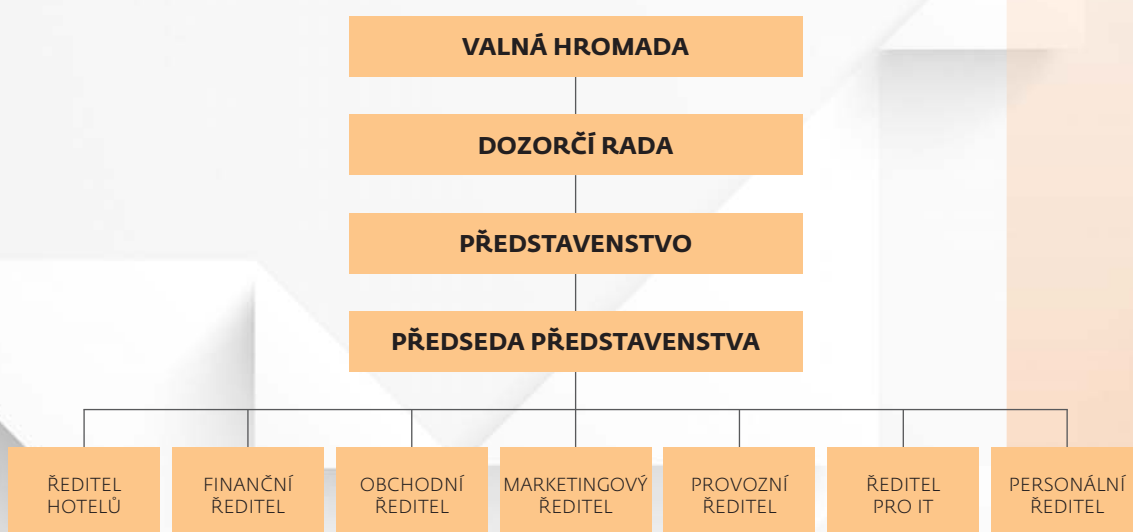 VALNÁ HROMADA
DOZORČÍ RADA
PŘEDSTAVENSTVO
PŘEDSEDA PŘEDSTAVENSTVA
ŘEDITEL
HOTELŮ
FINANČNÍ
ŘEDITEL
OBCHODNÍ
ŘEDITEL
MARKETINGOVÝ
ŘEDITEL
PROVOZNÍ
ŘEDITEL
ŘEDITEL
PRO IT
PERSONÁLNÍ
ŘEDITEL